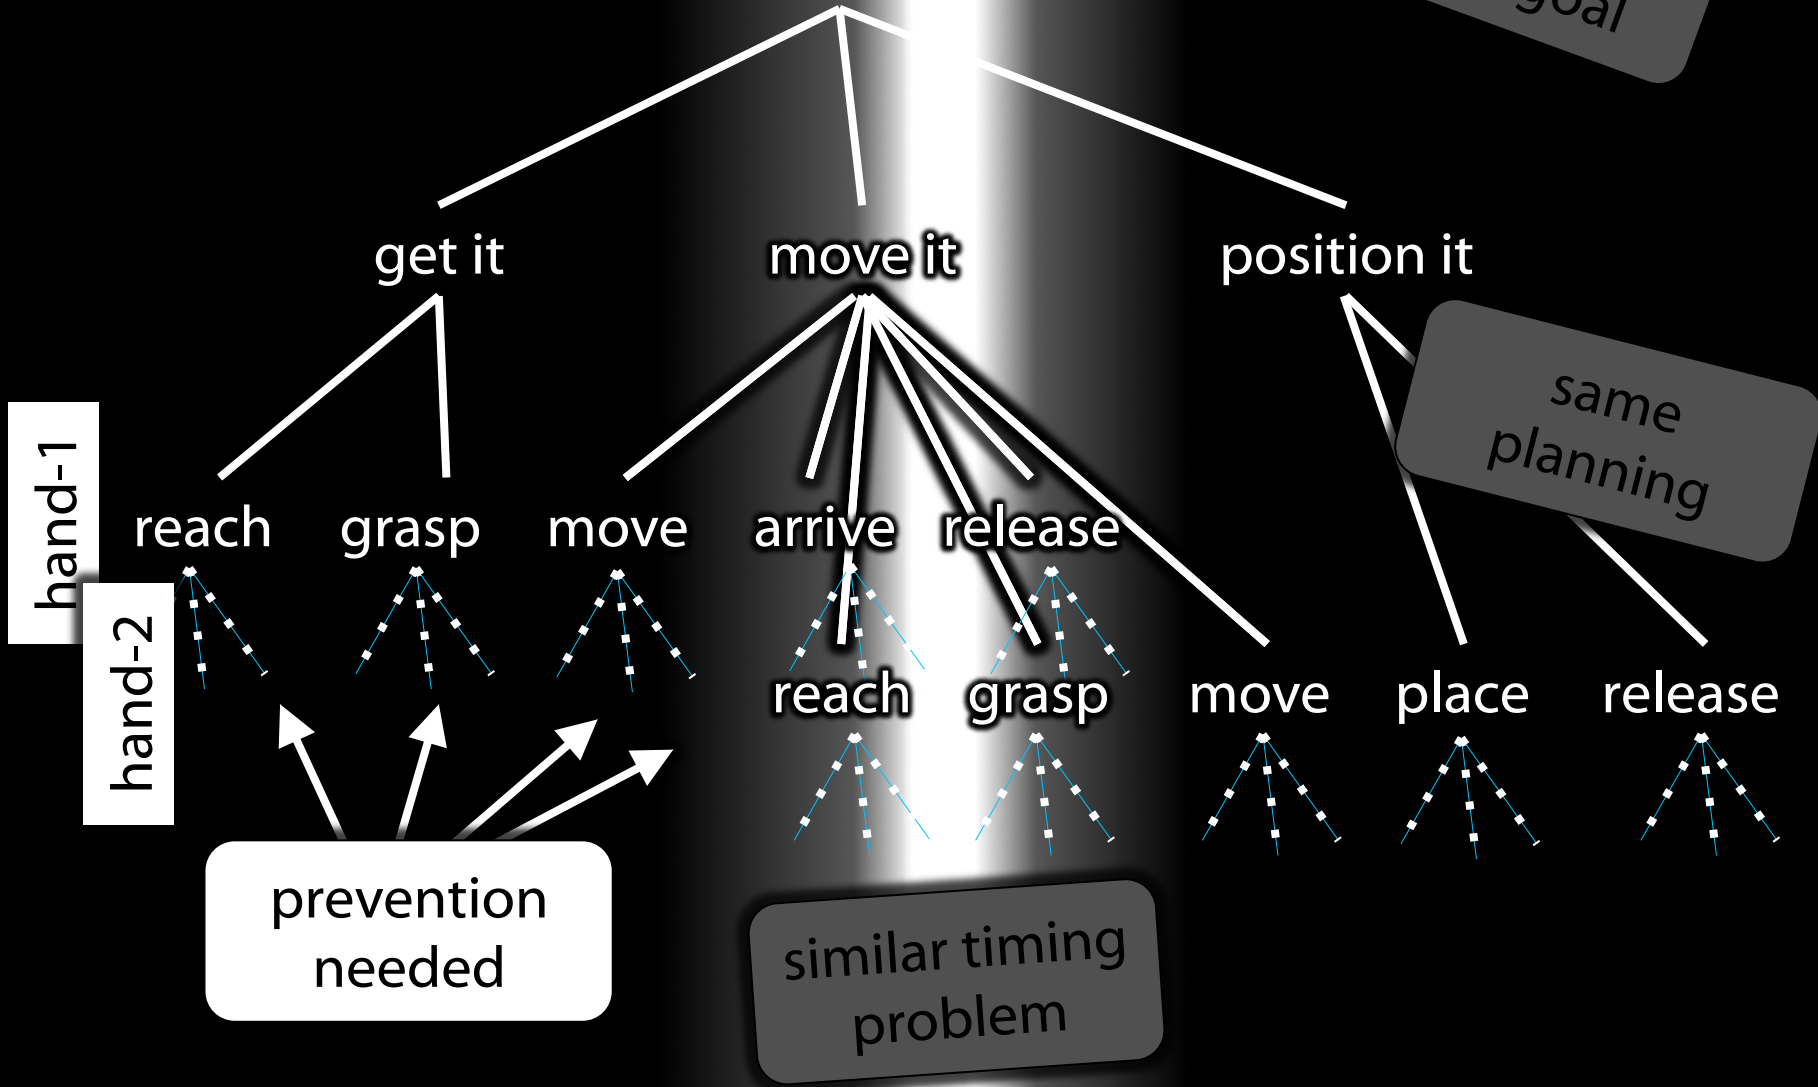 goal
get it
move it
position it
same
planning
hand-1
reach
grasp
move
arrive
release
hand-2
reach
grasp
move
place
release
prevention
needed
similar timing
problem